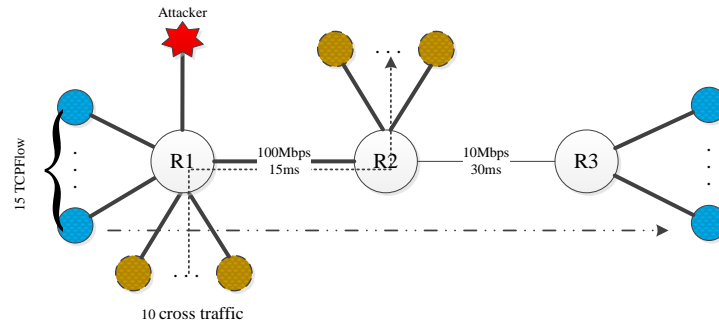 Attacker
15 TCPFlow
R1
100Mbps
15ms
R2
10Mbps
30ms
R3
10 cross traffic